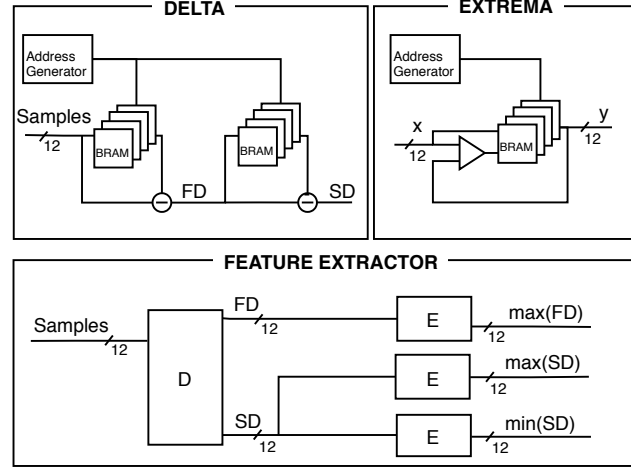 DELTA
Address
Generator
Samples
12
BRAM
FD
BRAM
SD
EXTREMA
Address
Generator
x
12
BRAM
y
12
FEATURE EXTRACTOR
Samples
12
D
FD
12
SD
12
E
12
max(FD)
E
12
max(SD)
E
12
min(SD)